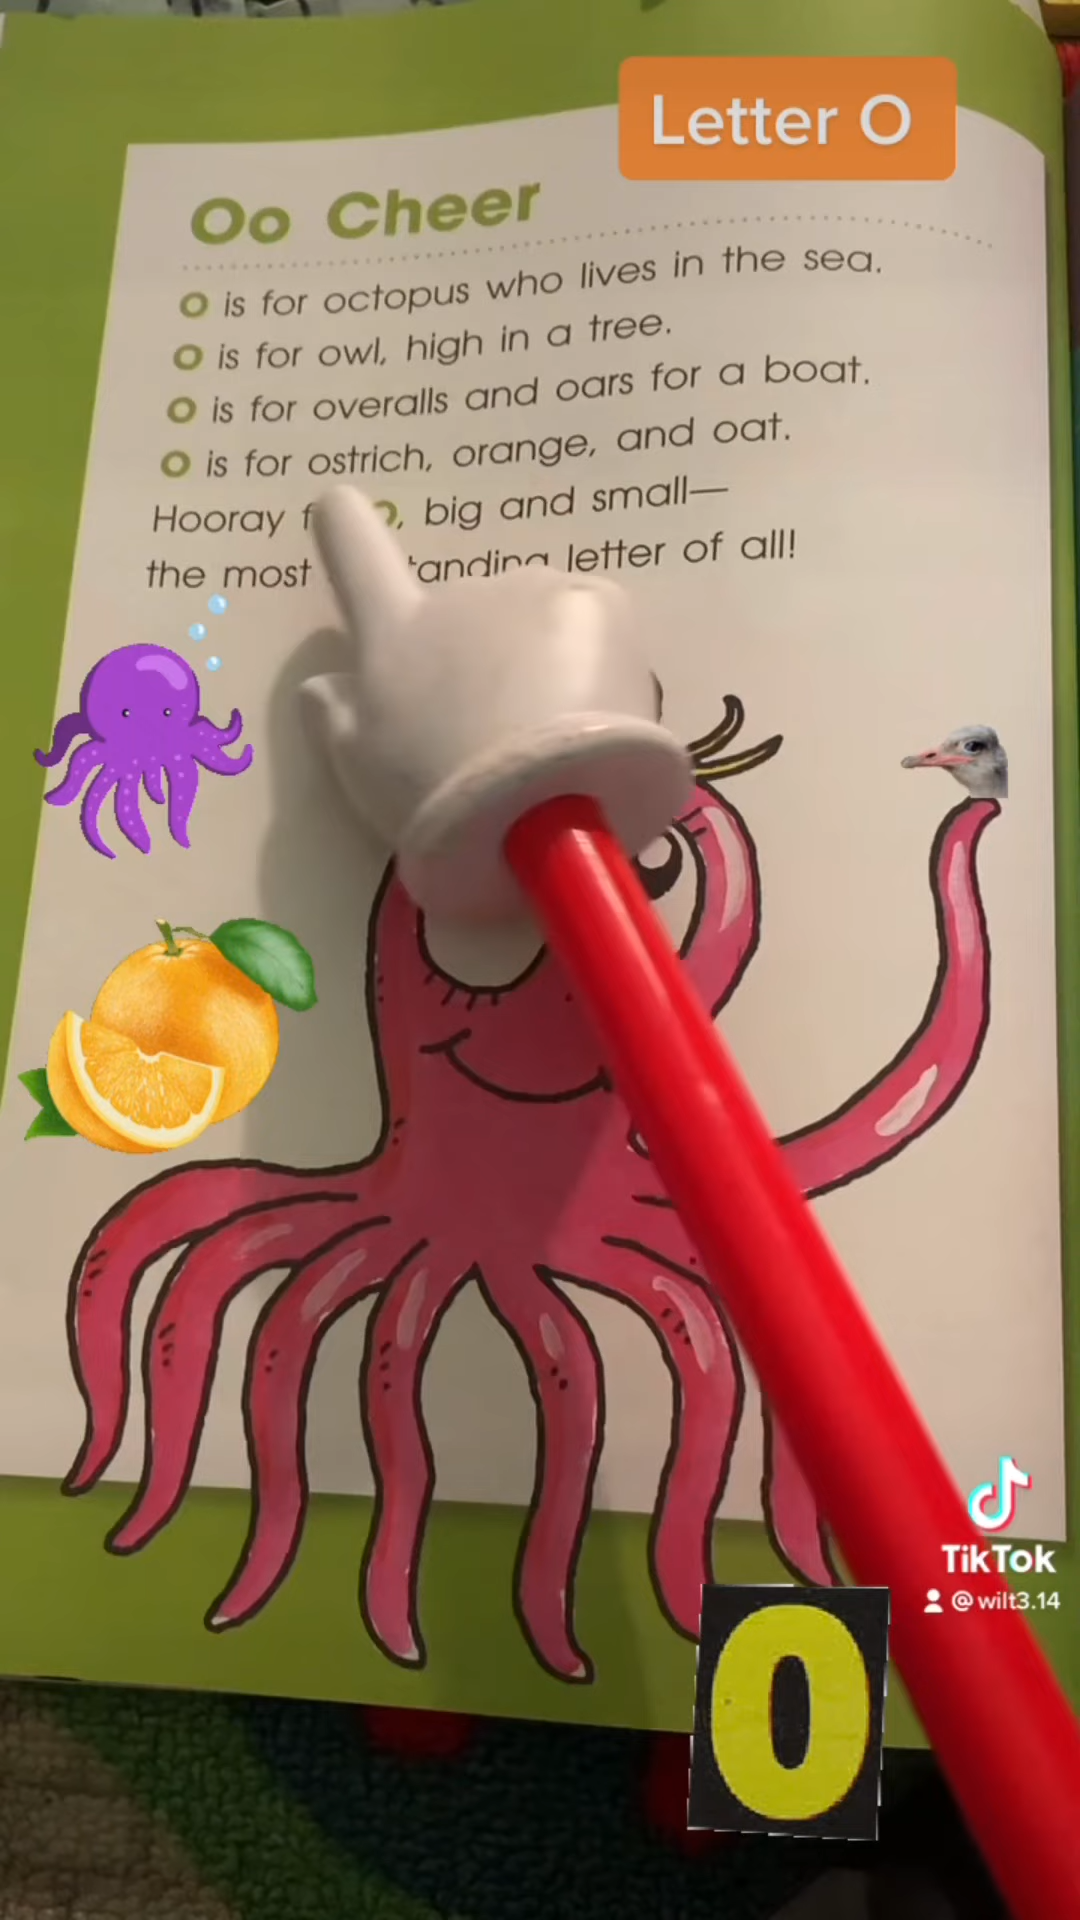 Letter O
Oo Cheer
O is for octopus who lives in the sea.
O is for owl, high in a tree.
O is for overalls and oars for a boat.
O is for ostrich, orange, and oat.
Hooray big and small—
the most letter of all!
TikTok
@wilt3.14
O